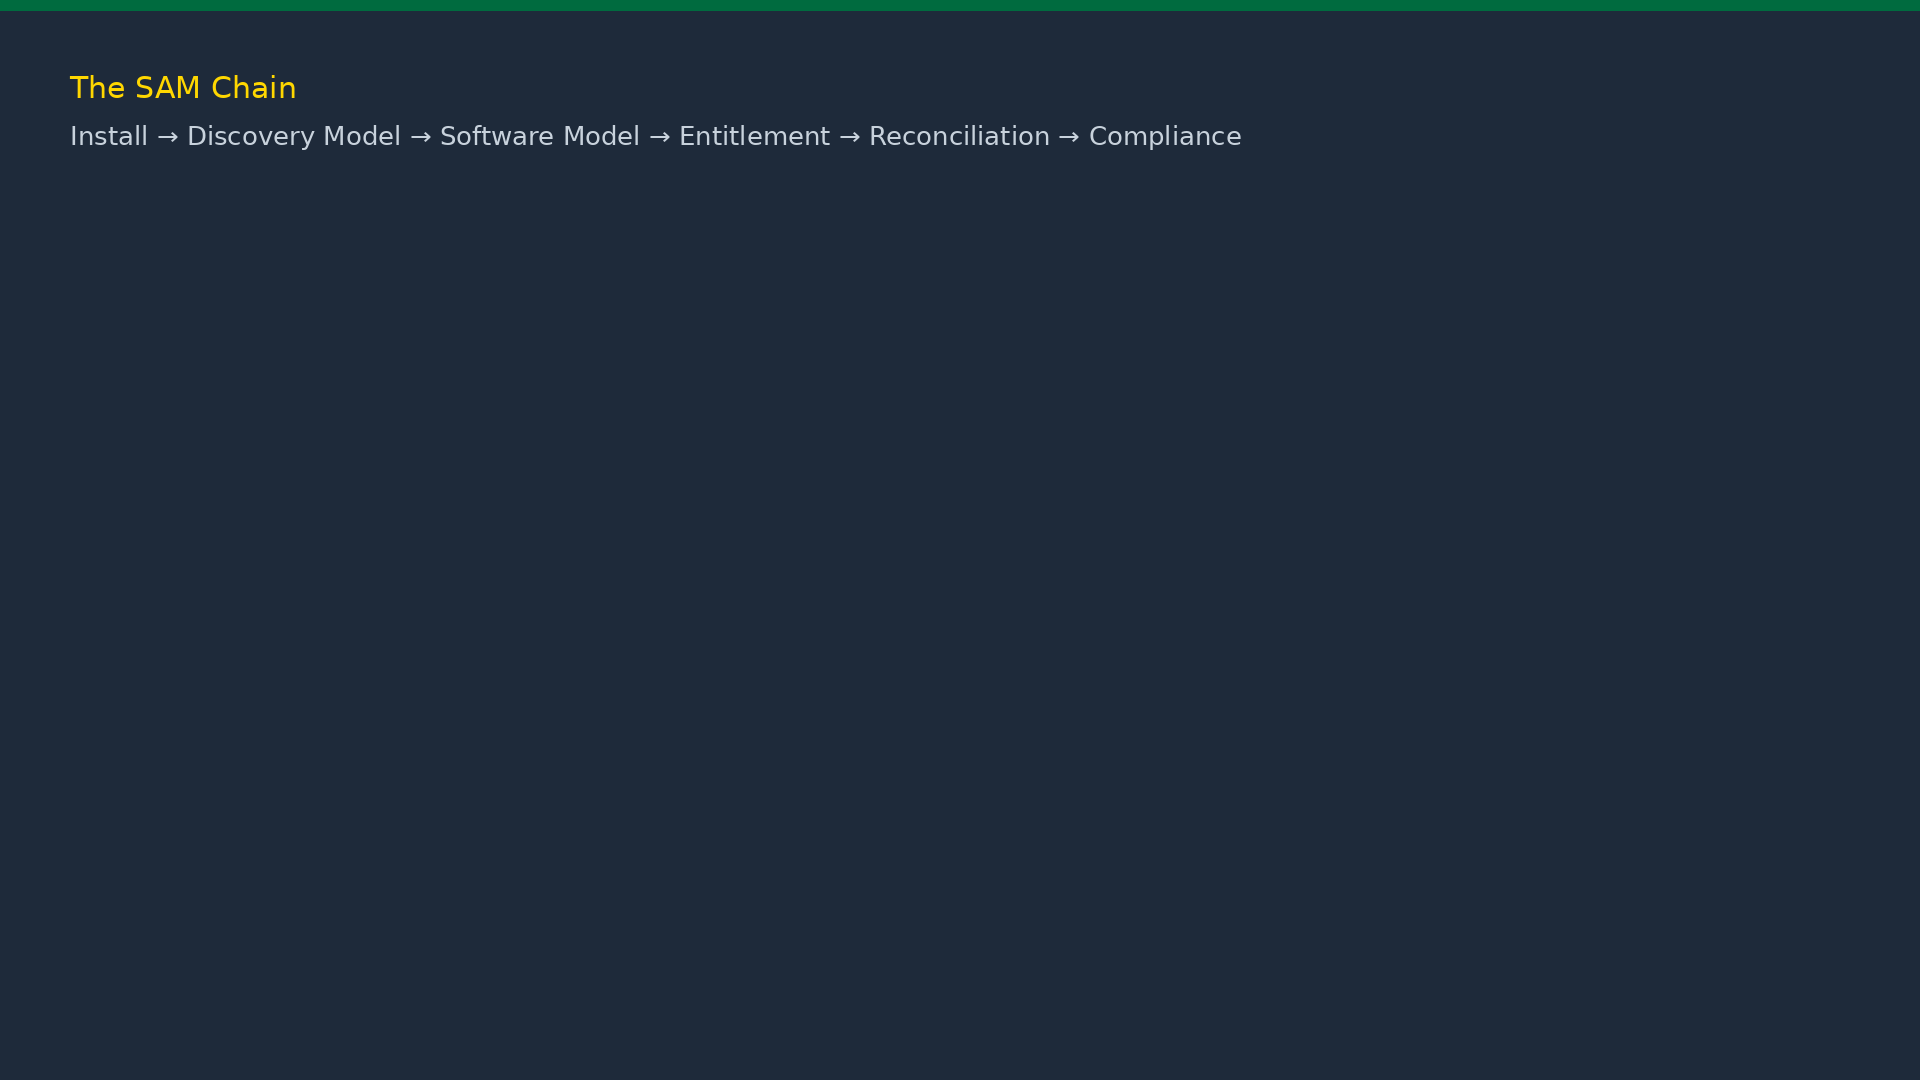 The SAM Chain
Install → Discovery Model → Software Model → Entitlement → Reconciliation → Compliance